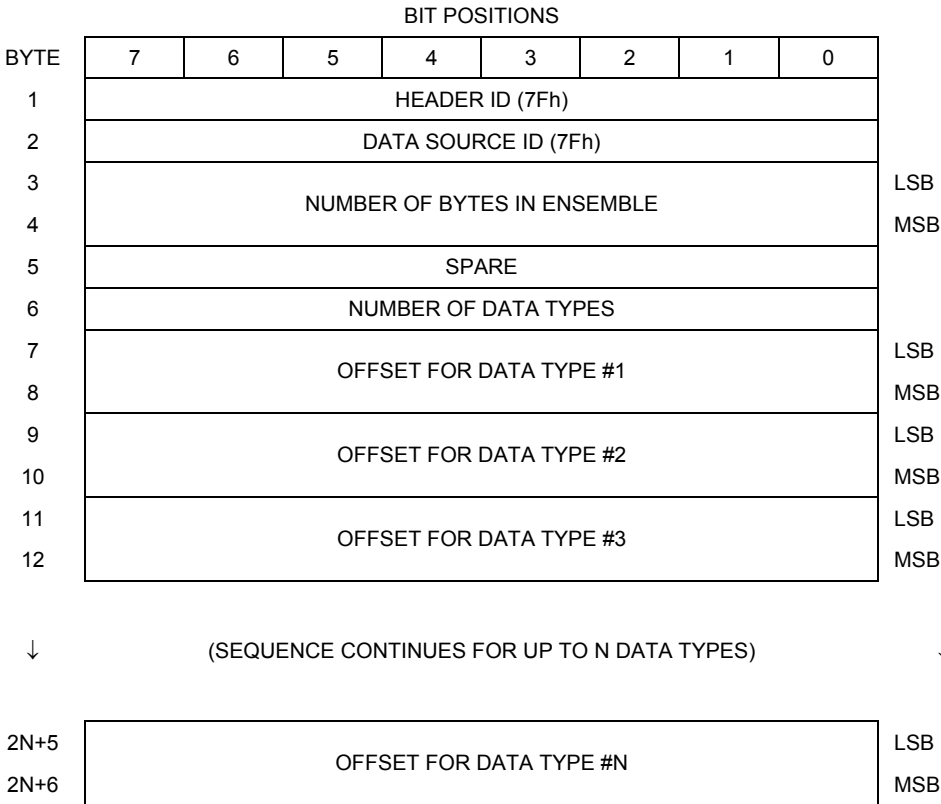 BIT POSITIONS
BYTE 7 6 5 4 3 2 1 0
1 HEADER ID (7Fh)
2 DATA SOURCE ID (7Fh)
3 LSB
NUMBER OF BYTES IN ENSEMBLE
4 MSB
5 SPARE
6 NUMBER OF DATA TYPES
7 LSB
OFFSET FOR DATA TYPE #1
8 MSB
9 LSB
OFFSET FOR DATA TYPE #2
10 MSB
11 LSB
OFFSET FOR DATA TYPE #3
12 MSB
↓ (SEQUENCE CONTINUES FOR UP TO N DATA TYPES)
2N+5 LSB
OFFSET FOR DATA TYPE #N
2N+6 MSB